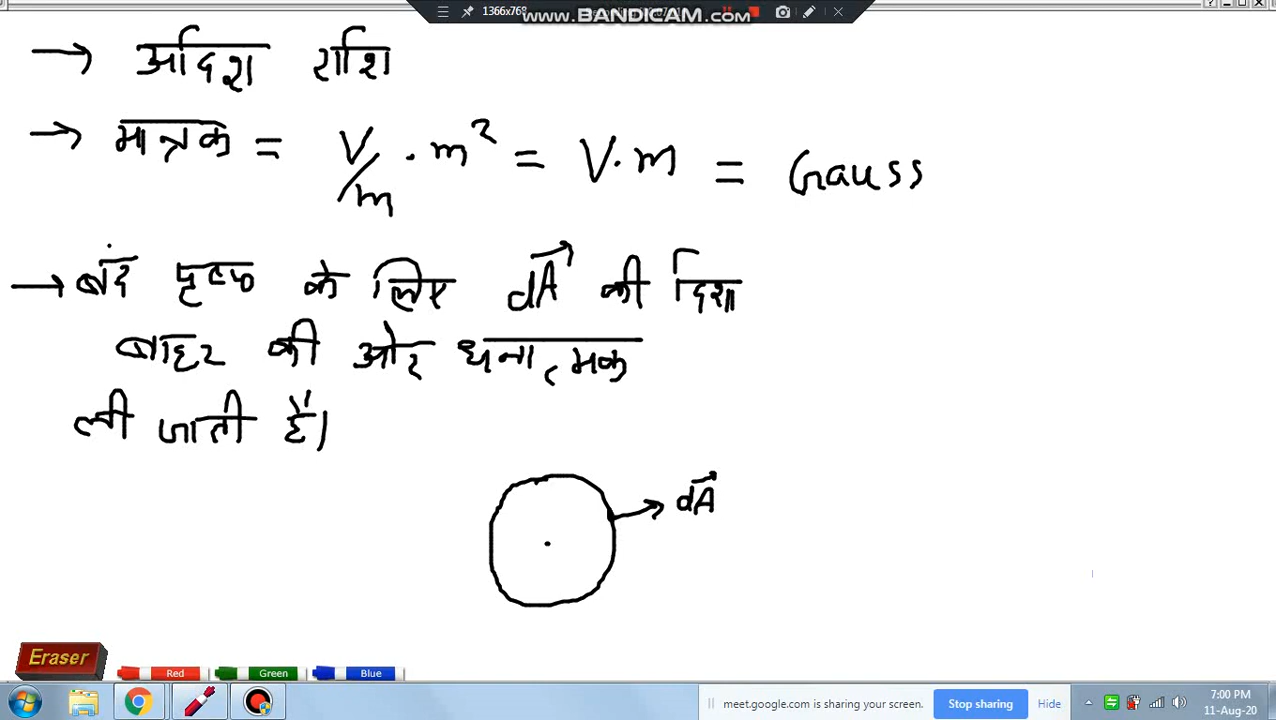 1366x768
www.BANDICAM.com
→ अदिश राशि
→ मात्रक = V/m · m² = V·m = Gauss
→ बंद पृष्ठ के लिए dA⃗ की दिशा
बाहर की ओर धनात्मक
ली जाती है।
dA⃗
Eraser
Red Green Blue
meet.google.com is sharing your screen. Stop sharing Hide
7:00 PM
11-Aug-20